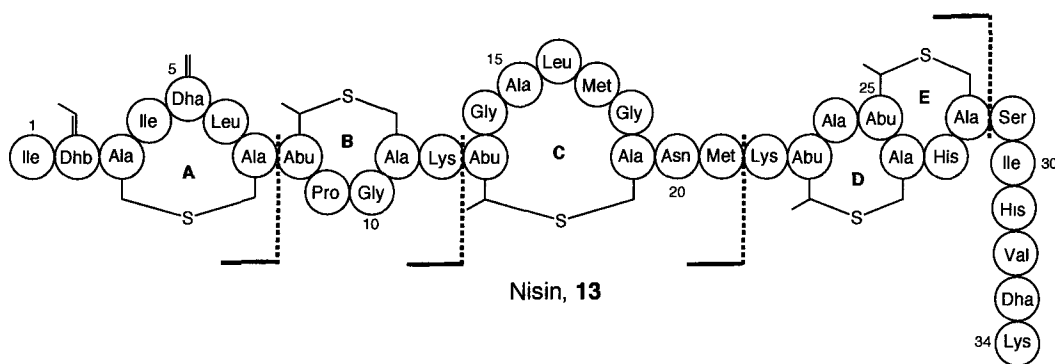 S
15 Leu
Ala Met
5 Dha S 25 E
Gly Gly Abu
Ile Leu Ala Ala Ser
1 B
Ile Dhb Ala Ala Abu Ala Lys Abu C Ala Asn Met Lys Abu Ala His Ile 30
A D
Pro Gly 20 His
S S S
10
Val
Nisin, 13
Dha
34 Lys